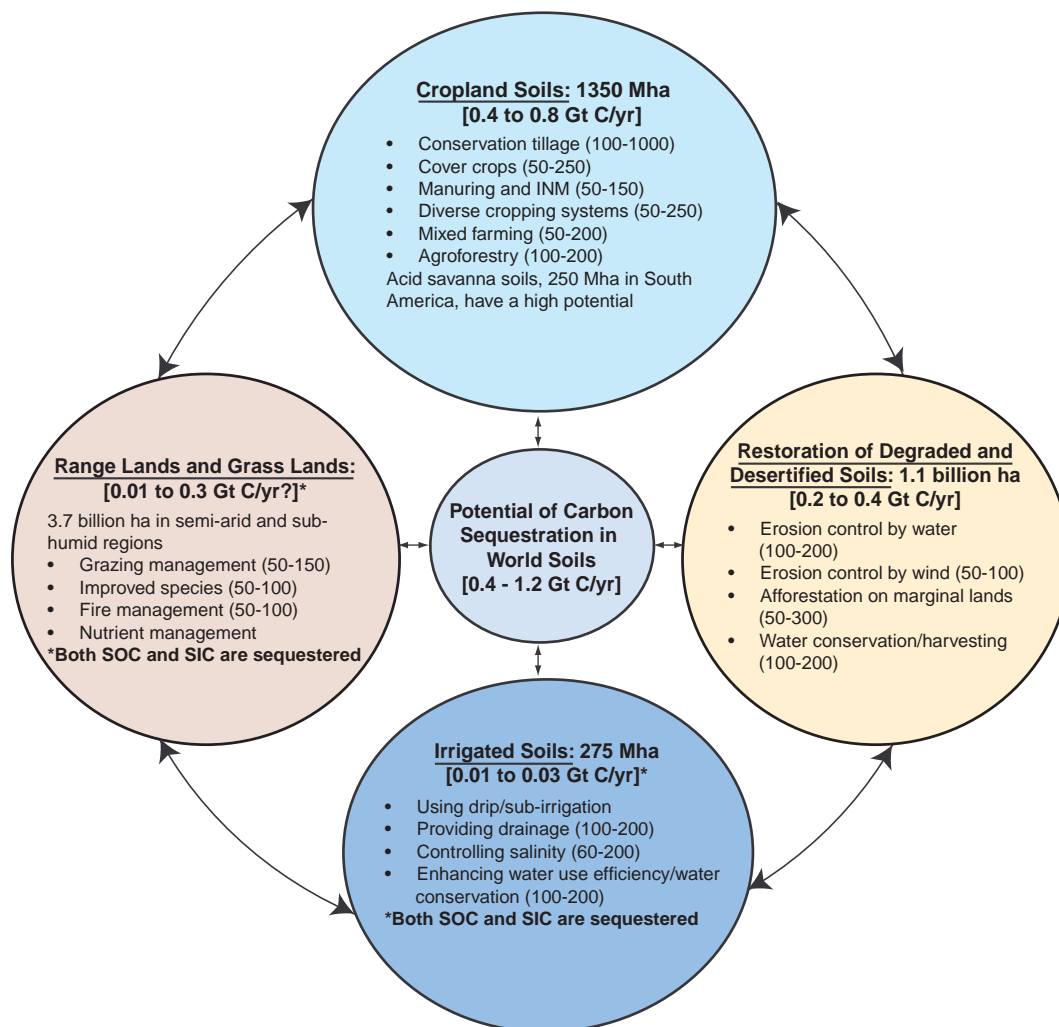 Cropland Soils: 1350 Mha
[0.4 to 0.8 Gt C/yr]
• Conservation tillage (100-1000)
• Cover crops (50-250)
• Manuring and INM (50-150)
• Diverse cropping systems (50-250)
• Mixed farming (50-200)
• Agroforestry (100-200)
Acid savanna soils, 250 Mha in South
America, have a high potential
Range Lands and Grass Lands:
[0.01 to 0.3 Gt C/yr?]*
3.7 billion ha in semi-arid and sub-
humid regions
• Grazing management (50-150)
• Improved species (50-100)
• Fire management (50-100)
• Nutrient management
*Both SOC and SIC are sequestered
Potential of Carbon
Sequestration in
World Soils
[0.4 - 1.2 Gt C/yr]
Restoration of Degraded and
Desertified Soils: 1.1 billion ha
[0.2 to 0.4 Gt C/yr]
• Erosion control by water
(100-200)
• Erosion control by wind (50-100)
• Afforestation on marginal lands
(50-300)
• Water conservation/harvesting
(100-200)
Irrigated Soils: 275 Mha
[0.01 to 0.03 Gt C/yr]*
• Using drip/sub-irrigation
• Providing drainage (100-200)
• Controlling salinity (60-200)
• Enhancing water use efficiency/water
conservation (100-200)
*Both SOC and SIC are sequestered